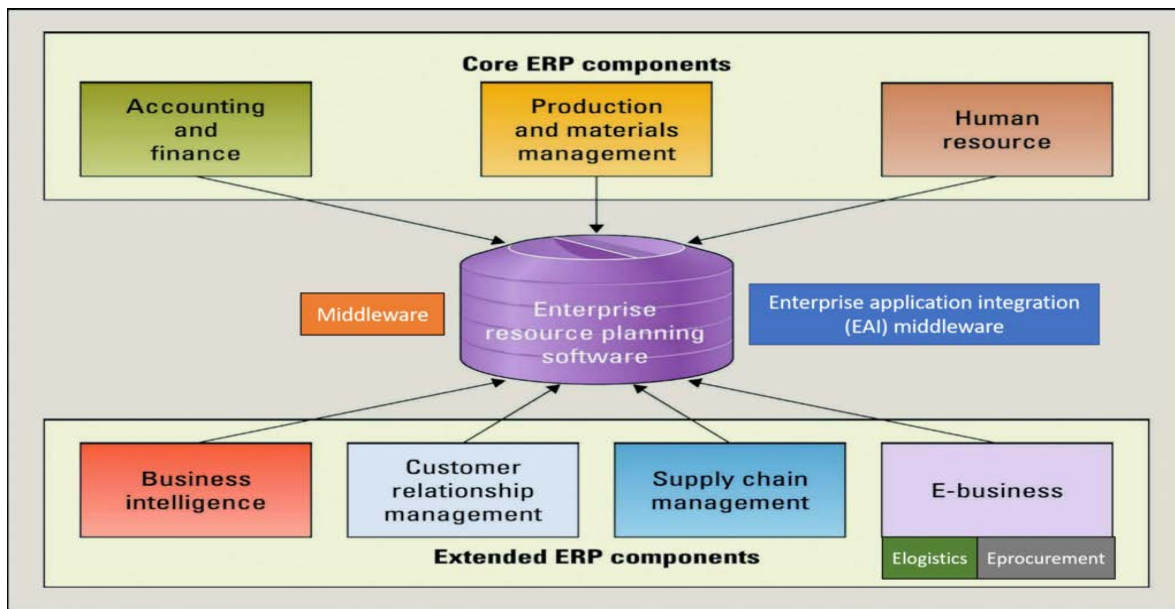 Core ERP components
Accounting
and
finance
Production
and materials
management
Human
resource
Middleware
Enterprise
resource planning
software
Enterprise application integration
(EAI) middleware
Business
intelligence
Customer
relationship
management
Supply chain
management
E-business
Elogistics
Eprocurement
Extended ERP components